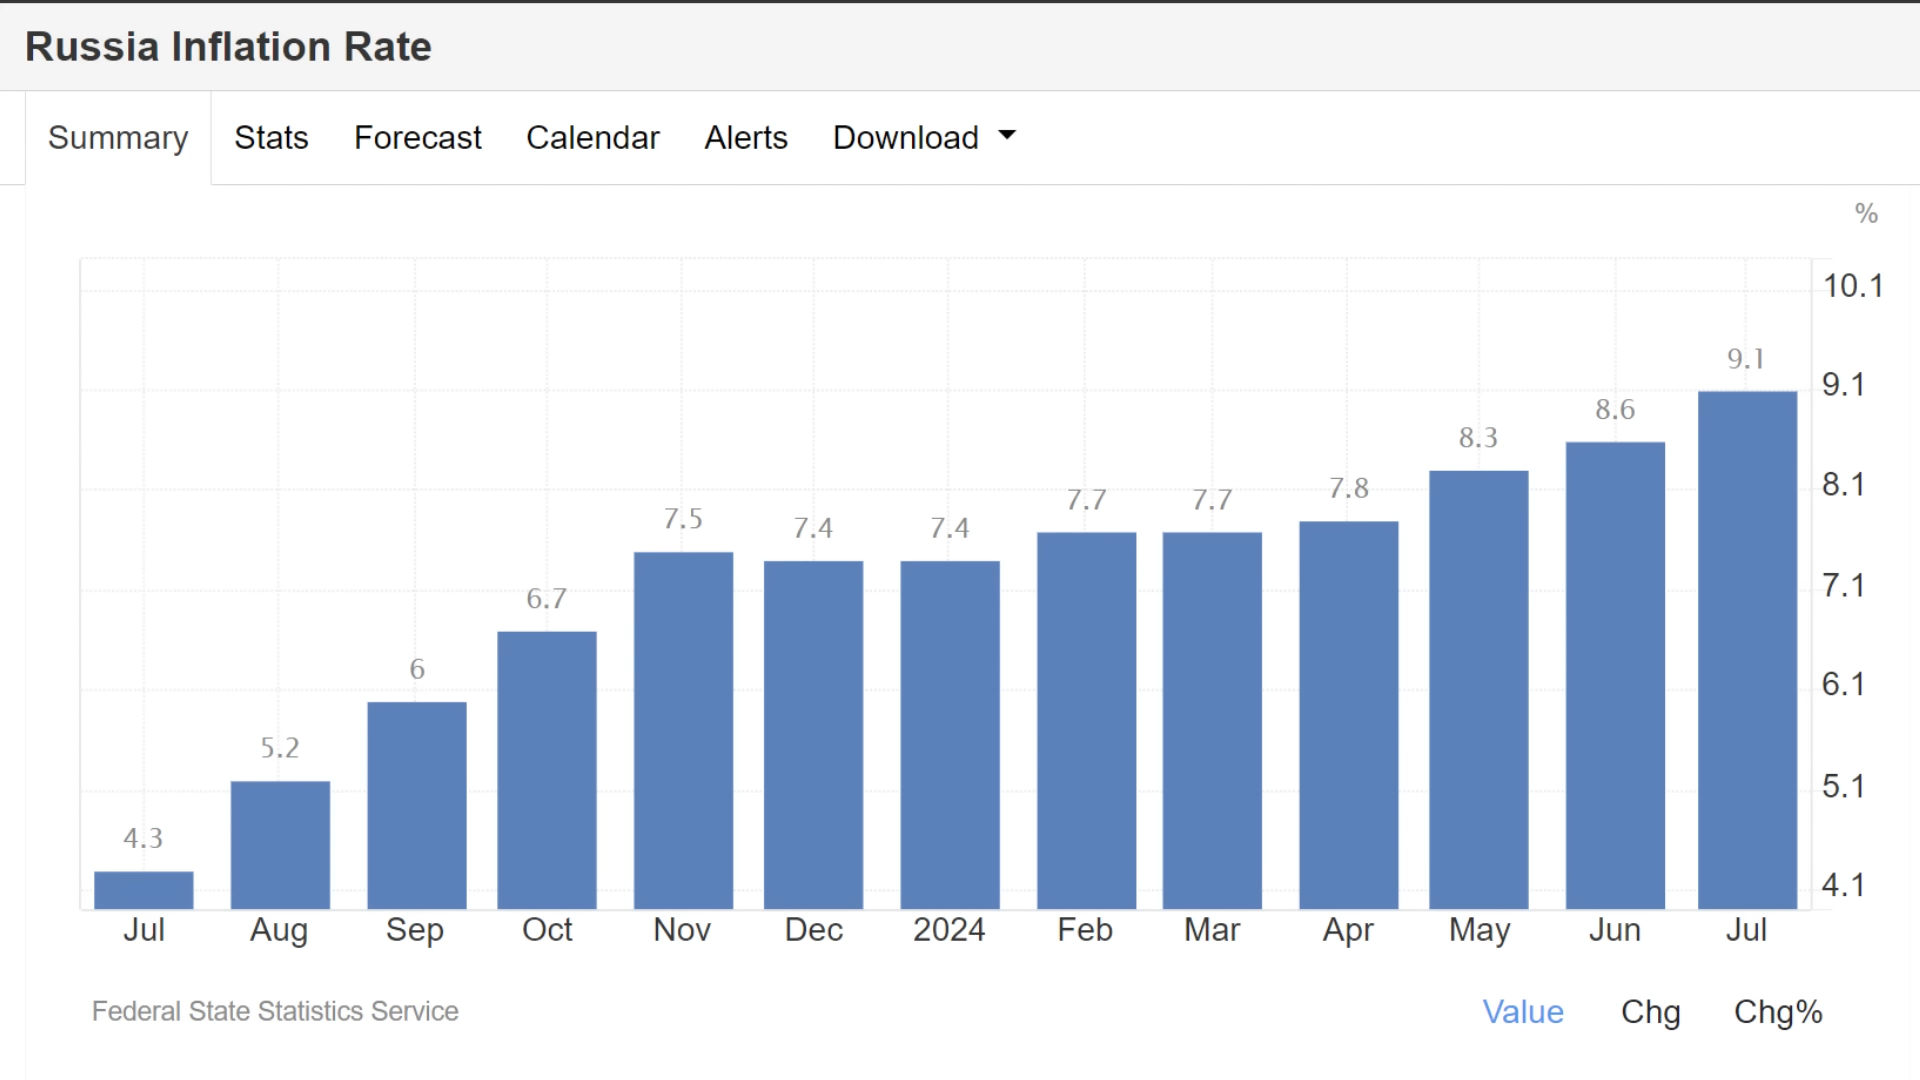 Russia Inflation Rate
Summary Stats Forecast Calendar Alerts Download
%
10.1
9.1
8.1
7.1
6.1
5.1
4.1
4.3 5.2 6 6.7 7.5 7.4 7.4 7.7 7.7 7.8 8.3 8.6 9.1
Jul Aug Sep Oct Nov Dec 2024 Feb Mar Apr May Jun Jul
Federal State Statistics Service
Value Chg Chg%